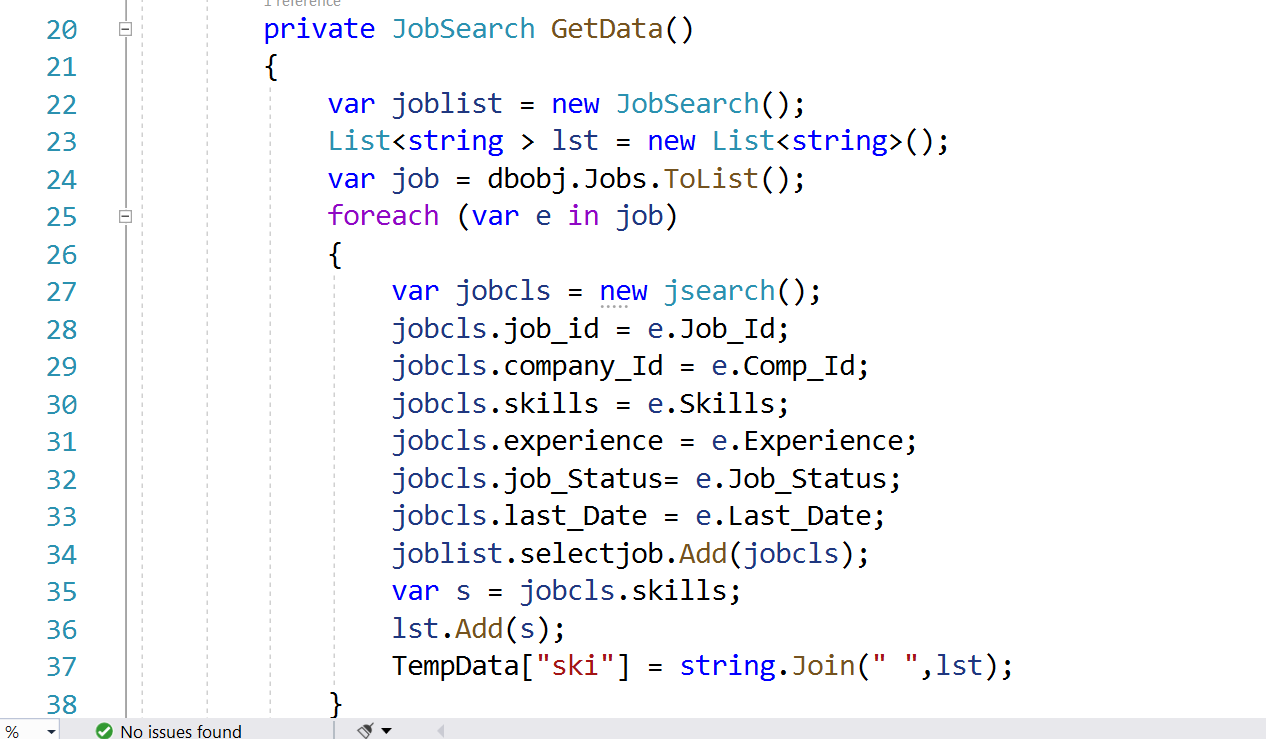 1 reference
20 private JobSearch GetData()
21 {
22 var joblist = new JobSearch();
23 List<string > lst = new List<string>();
24 var job = dbobj.Jobs.ToList();
25 foreach (var e in job)
26 {
27 var jobcls = new jsearch();
28 jobcls.job_id = e.Job_Id;
29 jobcls.company_Id = e.Comp_Id;
30 jobcls.skills = e.Skills;
31 jobcls.experience = e.Experience;
32 jobcls.job_Status= e.Job_Status;
33 jobcls.last_Date = e.Last_Date;
34 joblist.selectjob.Add(jobcls);
35 var s = jobcls.skills;
36 lst.Add(s);
37 TempData["ski"] = string.Join(" ",lst);
38 }
% No issues found